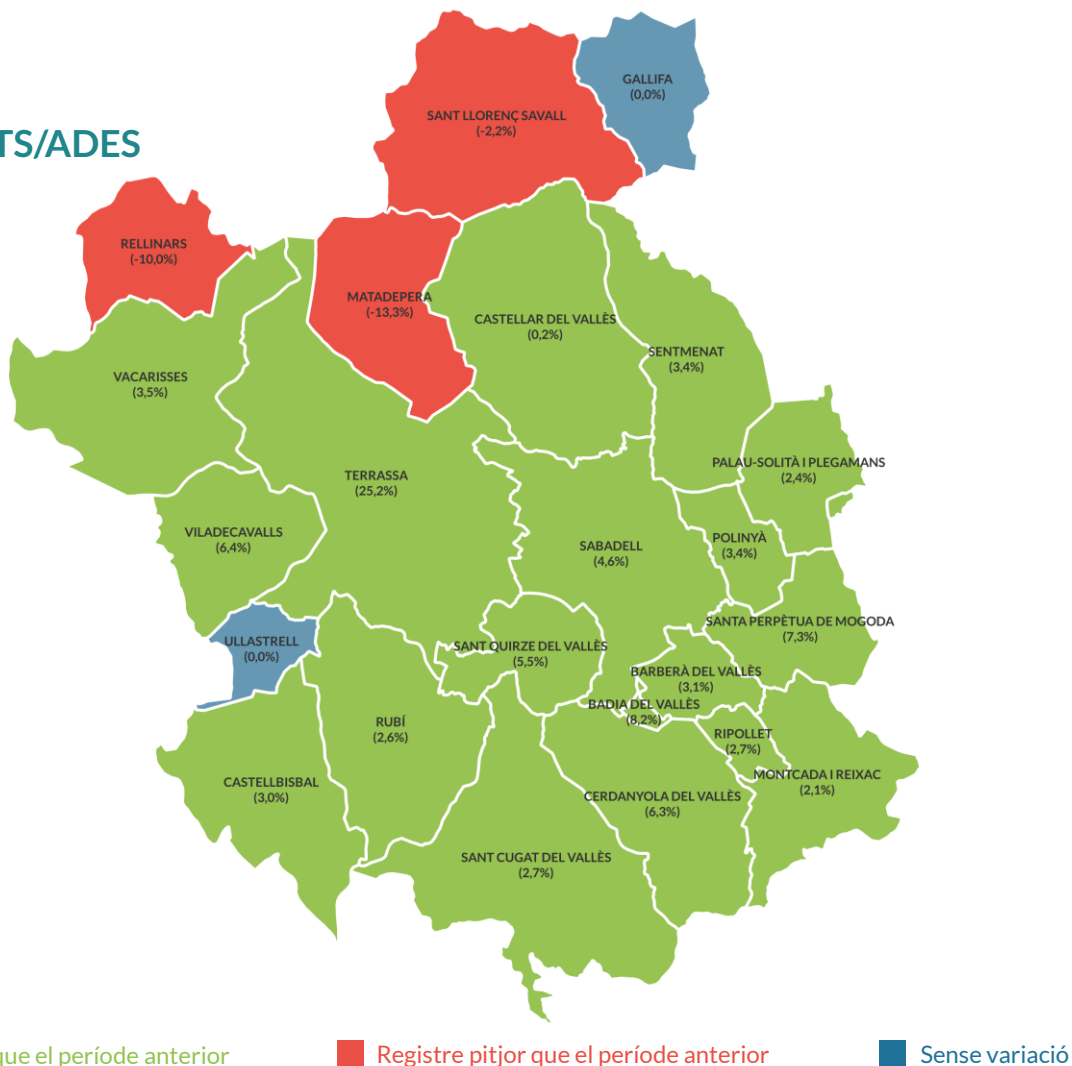 TS/ADES
GALLIFA
(0,0%)
SANT LLORENÇ SAVALL
(-2,2%)
RELLINARS
(-10,0%)
MATADEPERA
(-13,3%)
CASTELLAR DEL VALLÈS
(0,2%)
SENTMENAT
(3,4%)
VACARISSES
(3,5%)
PALAU-SOLITÀ I PLEGAMANS
(2,4%)
TERRASSA
(25,2%)
VILADECAVALLS
(6,4%)
SABADELL
(4,6%)
POLINYÀ
(3,4%)
SANTA PERPÈTUA DE MOGODA
(7,3%)
ULLASTRELL
(0,0%)
SANT QUIRZE DEL VALLÈS
(5,5%)
BARBERÀ DEL VALLÈS
(3,1%)
BADIA DEL VALLÈS
(8,2%)
RUBÍ
(2,6%)
RIPOLLET
(2,7%)
MONTCADA I REIXAC
(2,1%)
CASTELLBISBAL
(3,0%)
CERDANYOLA DEL VALLÈS
(6,3%)
SANT CUGAT DEL VALLÈS
(2,7%)
que el període anterior
Registre pitjor que el període anterior
Sense variació